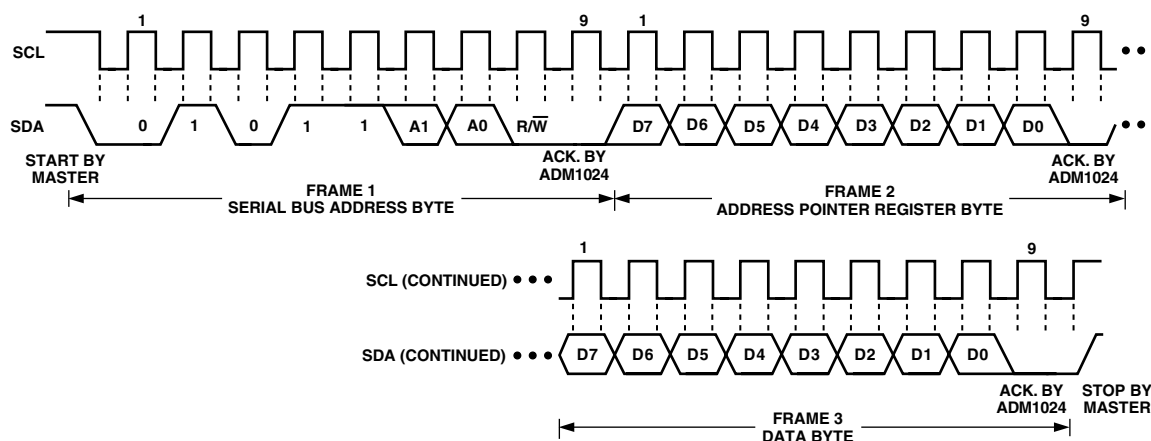 1 9 1 9
SCL
SDA 0 1 0 1 1 A1 A0 R/W̅ D7 D6 D5 D4 D3 D2 D1 D0
START BY
MASTER
ACK. BY
ADM1024
ACK. BY
ADM1024
FRAME 1
SERIAL BUS ADDRESS BYTE
FRAME 2
ADDRESS POINTER REGISTER BYTE
1 9
SCL (CONTINUED)
SDA (CONTINUED) D7 D6 D5 D4 D3 D2 D1 D0
ACK. BY
ADM1024
STOP BY
MASTER
FRAME 3
DATA BYTE